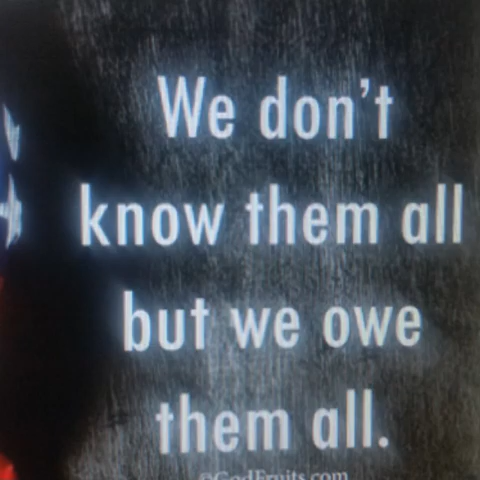 We don't
know them all
but we owe
them all.
©GodFruits.com